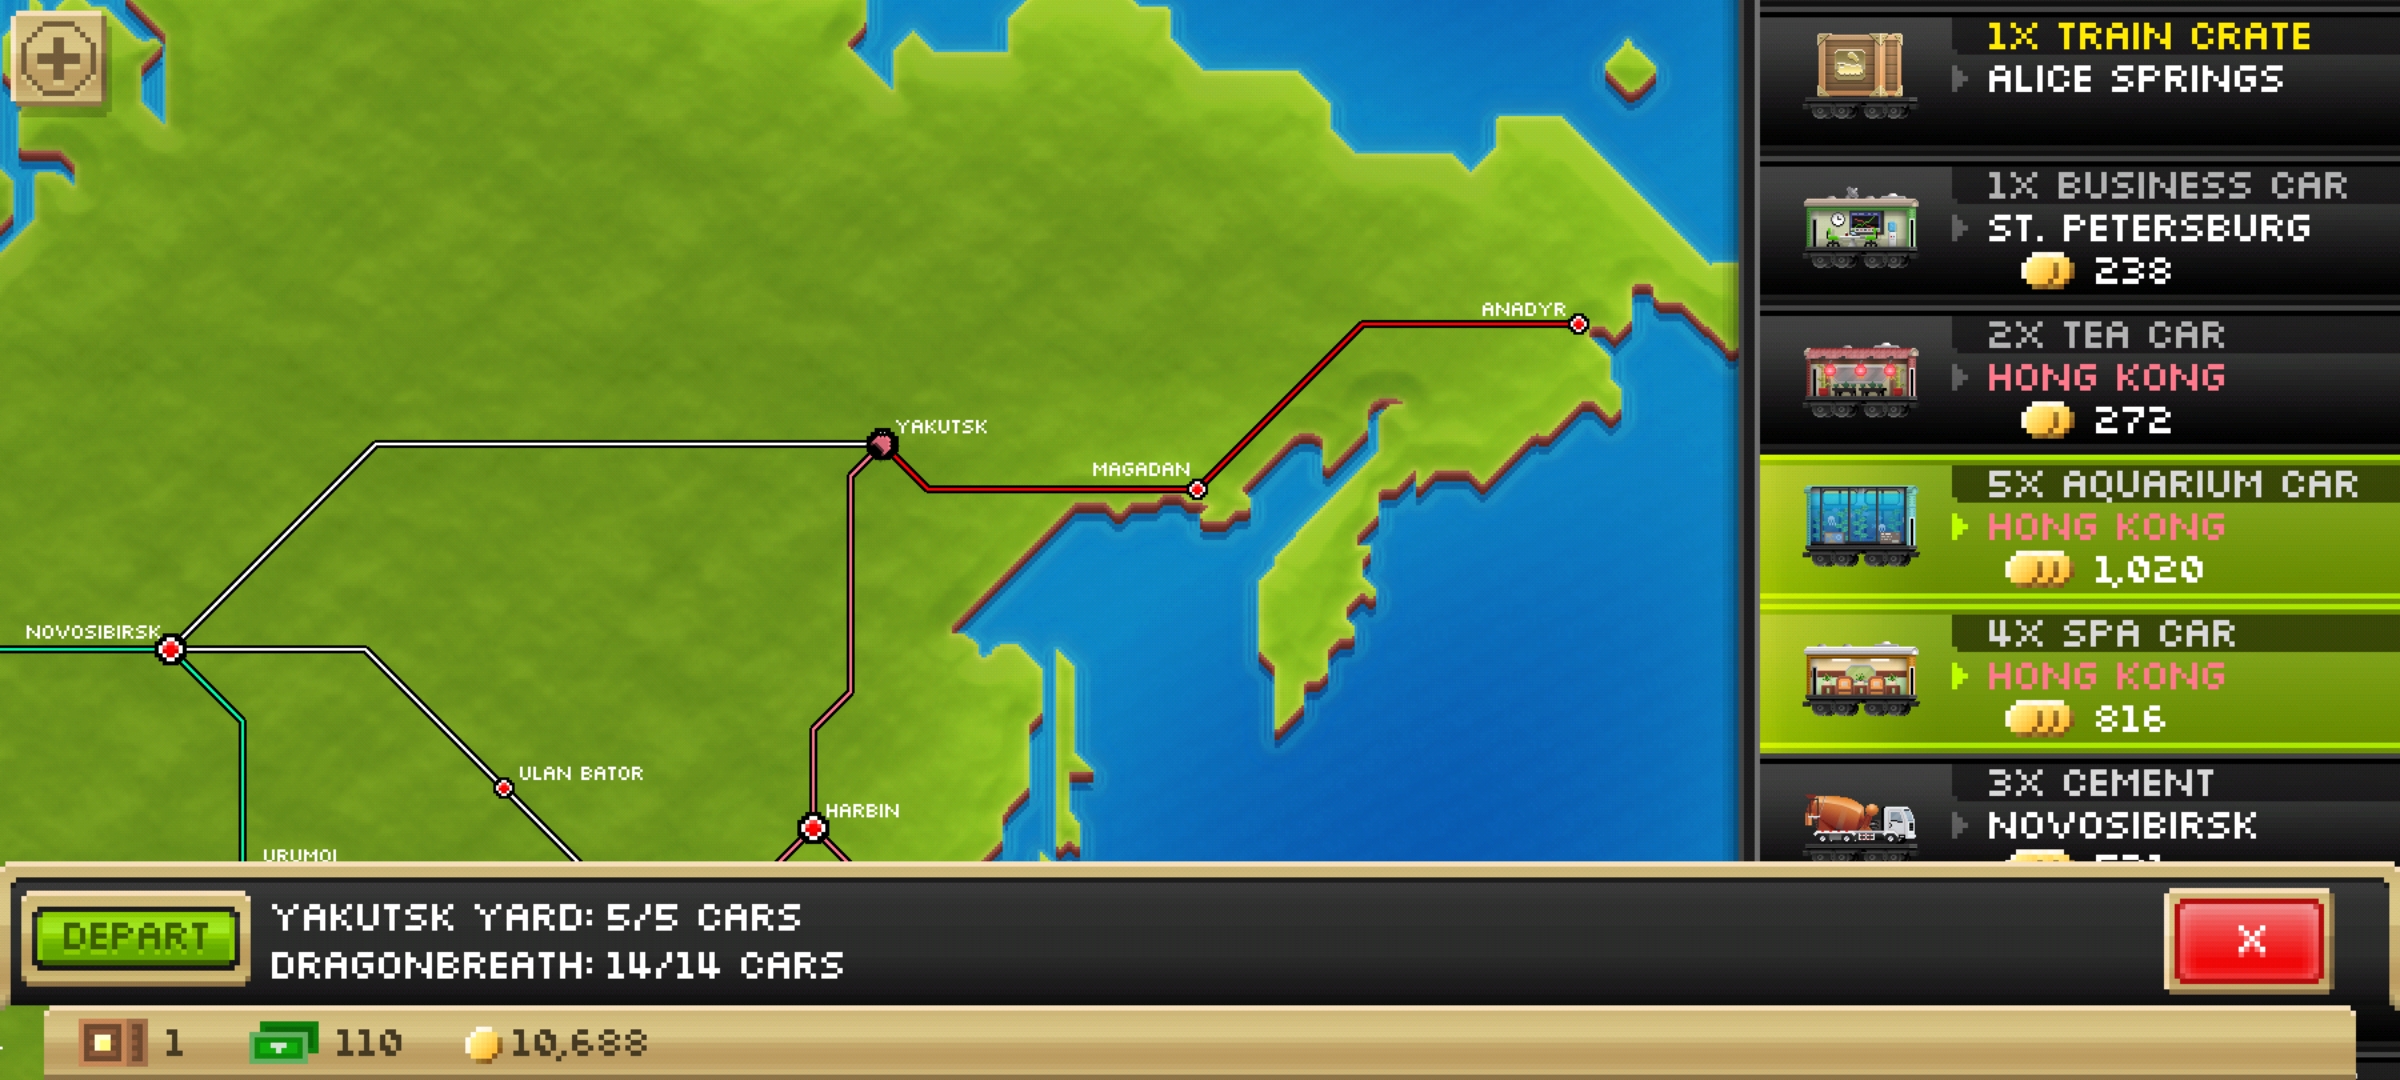 1X TRAIN CRATE
ALICE SPRINGS
1X BUSINESS CAR
ST. PETERSBURG
238
2X TEA CAR
HONG KONG
272
5X AQUARIUM CAR
HONG KONG
1,020
4X SPA CAR
HONG KONG
816
3X CEMENT
NOVOSIBIRSK
ANADYR
YAKUTSK
MAGADAN
NOVOSIBIRSK
ULAN BATOR
HARBIN
URUMQI
DEPART
YAKUTSK YARD: 5/5 CARS
DRAGONBREATH: 14/14 CARS
X
1
110
10,688